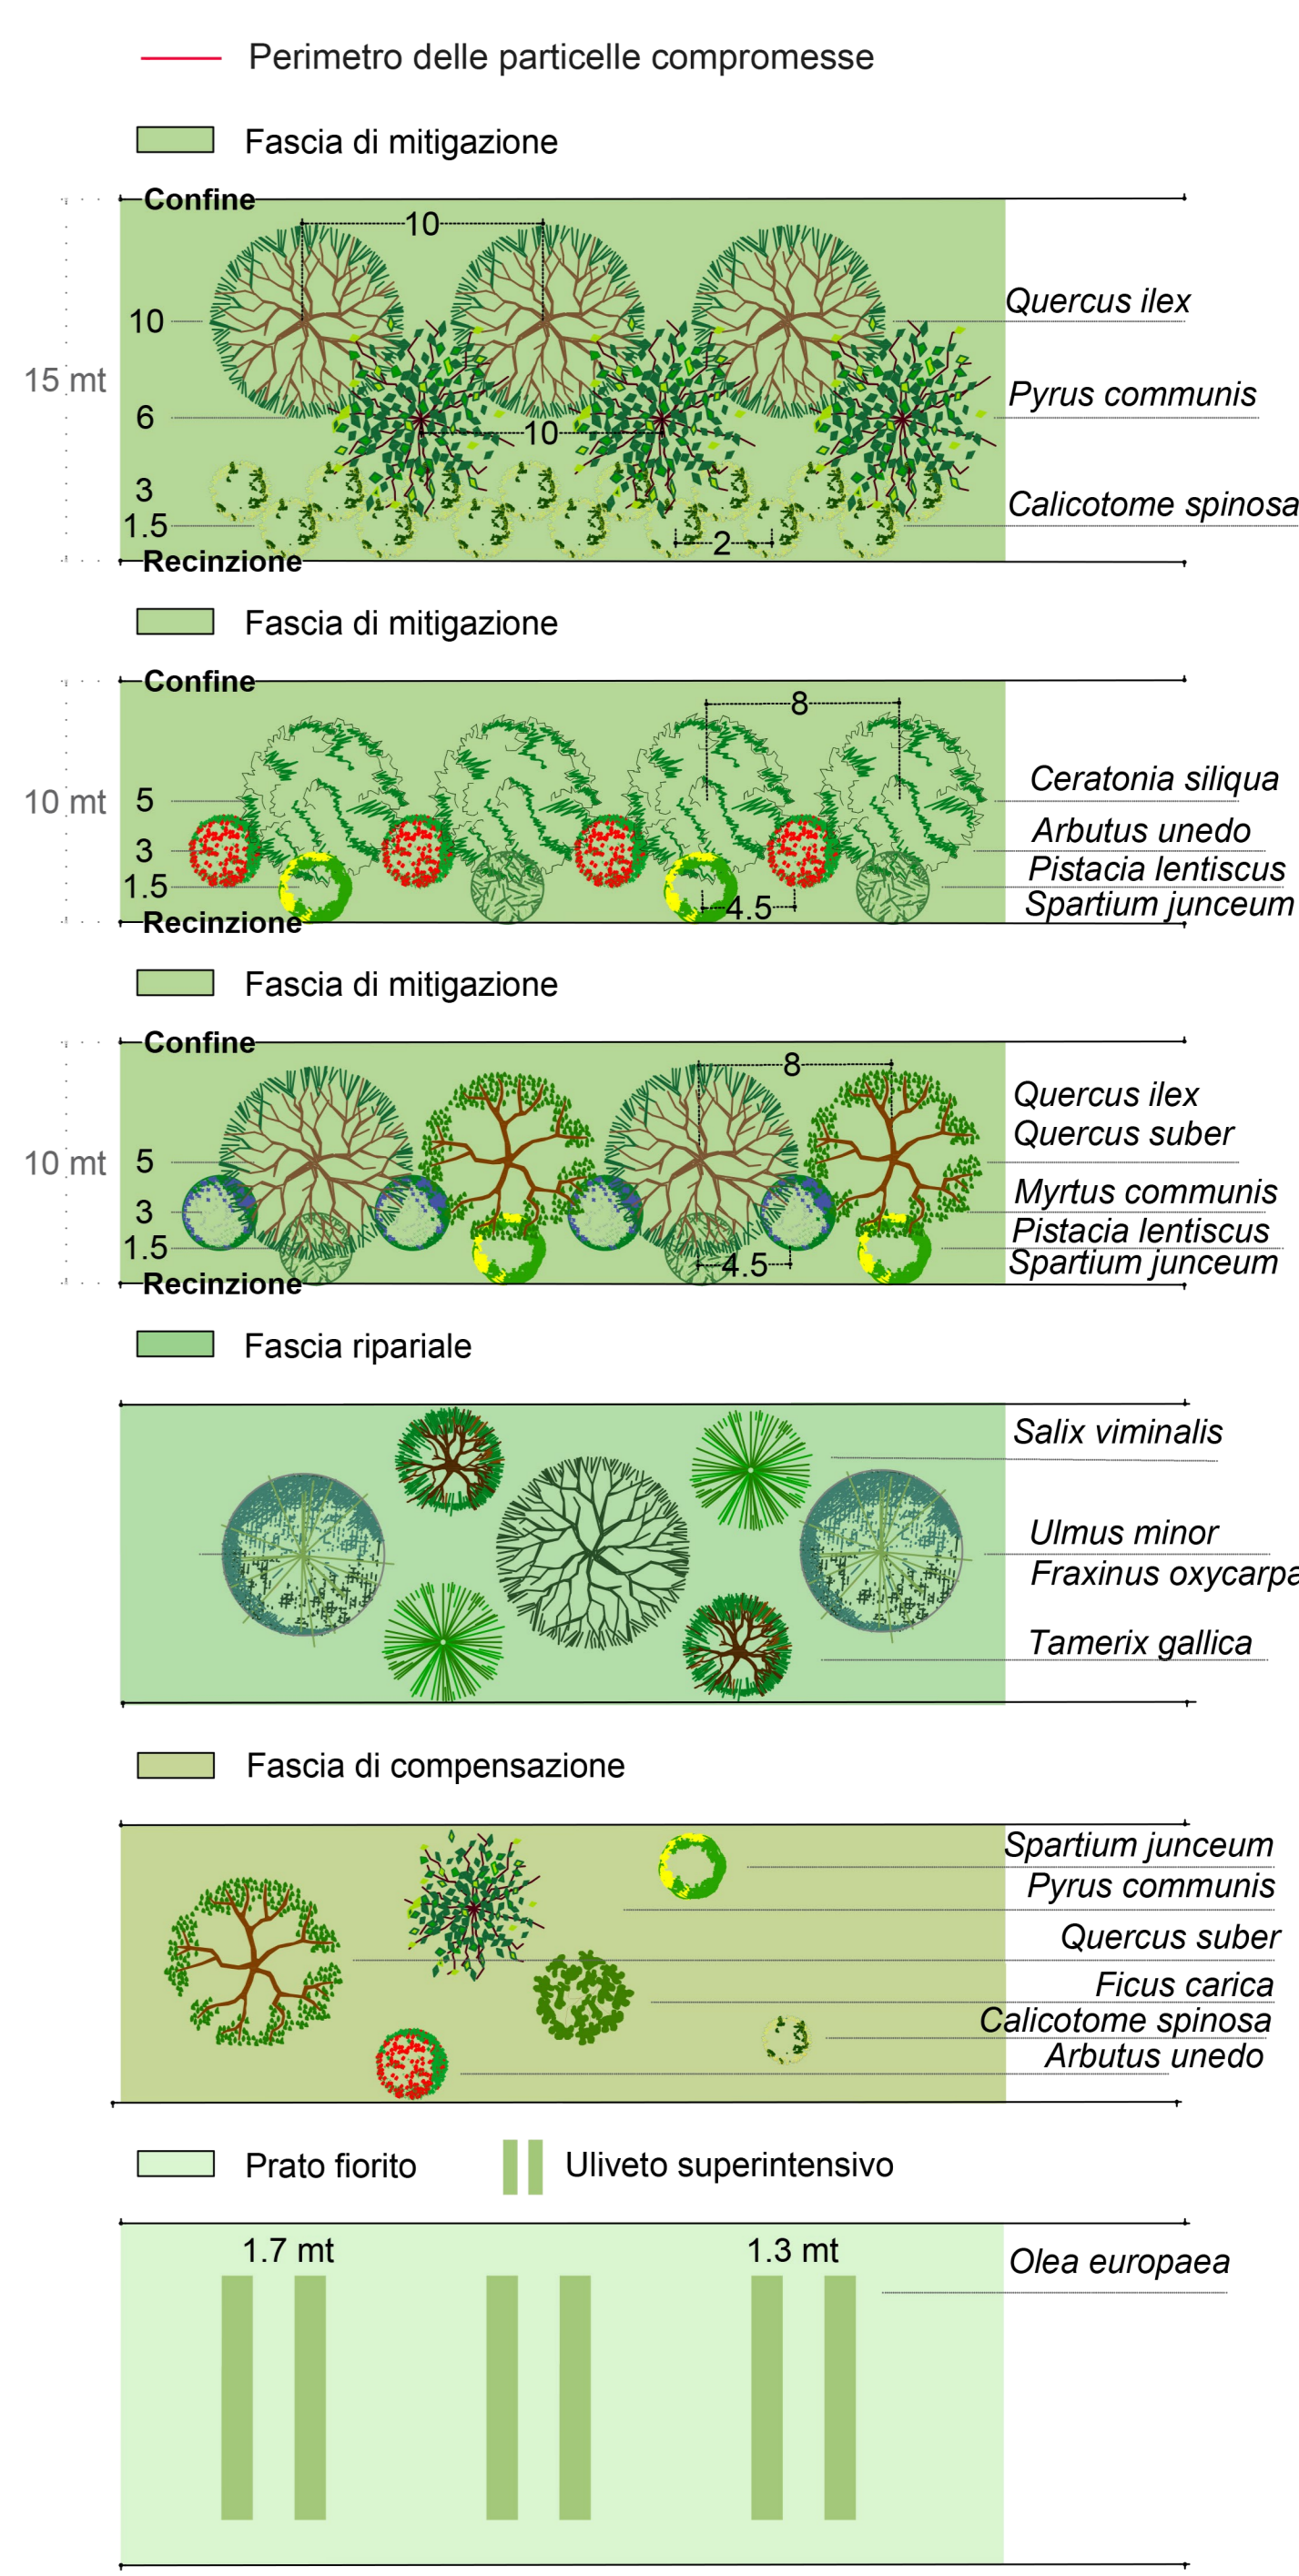 Perimetro delle particelle compromesse
Fascia di mitigazione
Confine
10
10
Quercus ilex
15 mt
Pyrus communis
6
10
3
Calicotome spinosa
1.5
2
Recinzione
Fascia di mitigazione
Confine
8
Ceratonia siliqua
10 mt
5
Arbutus unedo
3
Pistacia lentiscus
1.5
Spartium junceum
4.5
Recinzione
Fascia di mitigazione
Confine
8
Quercus ilex
Quercus suber
10 mt
5
Myrtus communis
3
Pistacia lentiscus
1.5
Spartium junceum
4.5
Recinzione
Fascia ripariale
Salix viminalis
Ulmus minor
Fraxinus oxycarpa
Tamerix gallica
Fascia di compensazione
Spartium junceum
Pyrus communis
Quercus suber
Ficus carica
Calicotome spinosa
Arbutus unedo
Prato fiorito
Uliveto superintensivo
1.7 mt
1.3 mt
Olea europaea